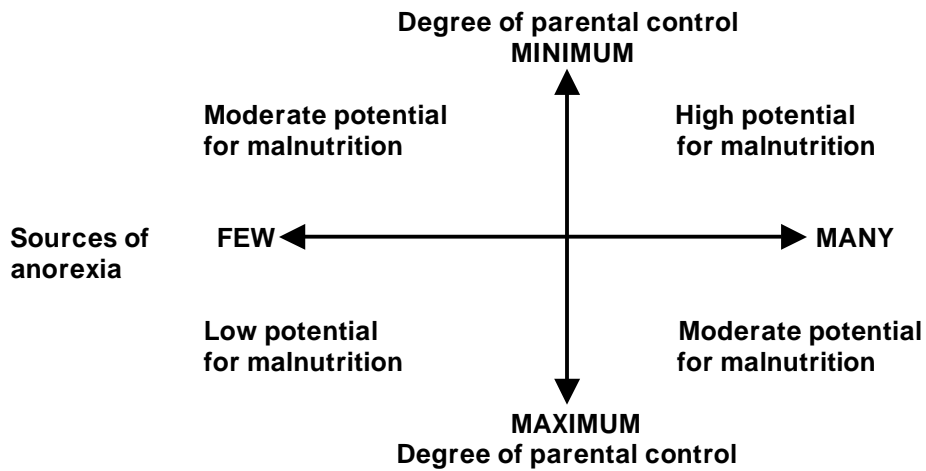 Degree of parental control
MINIMUM
Moderate potential
for malnutrition
High potential
for malnutrition
Sources of
anorexia
FEW
MANY
Low potential
for malnutrition
Moderate potential
for malnutrition
MAXIMUM
Degree of parental control